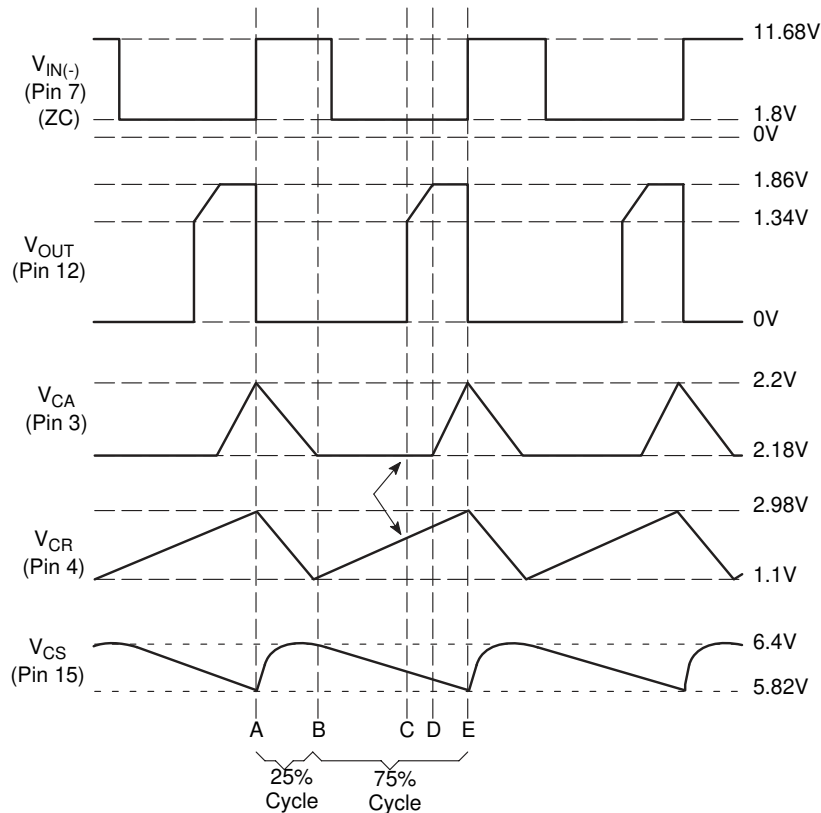 11.68V
V_IN(-)
(Pin 7)
(ZC)
1.8V
0V
1.86V
1.34V
V_OUT
(Pin 12)
0V
2.2V
V_CA
(Pin 3)
2.18V
2.98V
V_CR
(Pin 4)
1.1V
6.4V
V_CS
(Pin 15)
5.82V
A B C D E
25% 75%
Cycle Cycle